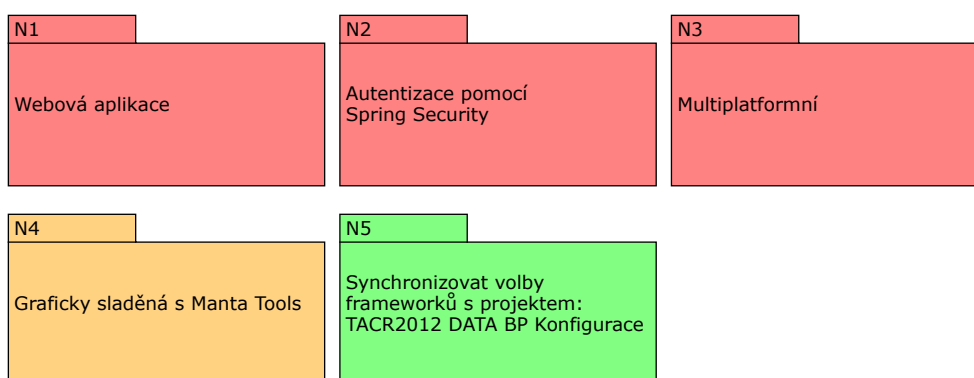 N1
Webová aplikace
N2
Autentizace pomocí
Spring Security
N3
Multiplatformní
N4
Graficky sladěná s Manta Tools
N5
Synchronizovat volby
frameworků s projektem:
TACR2012 DATA BP Konfigurace